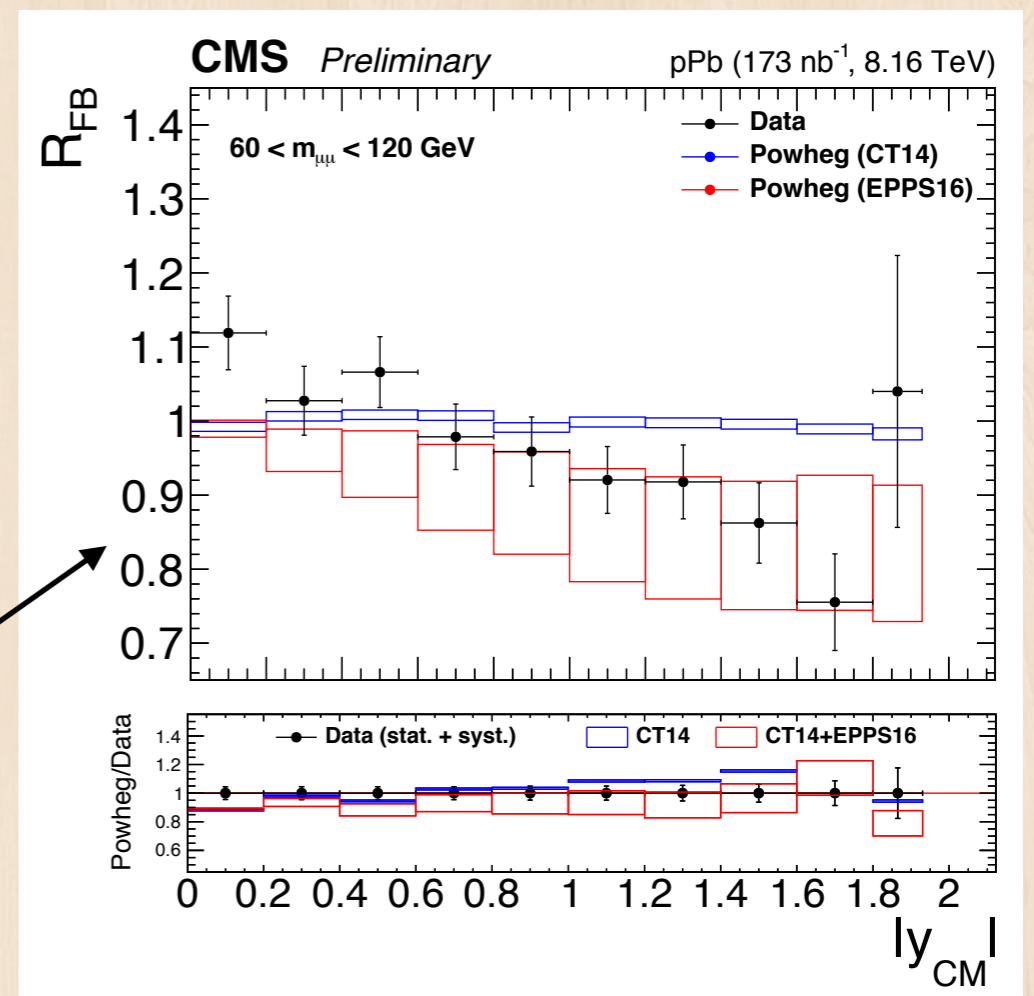 CMS Preliminary pPb (173 nb-1, 8.16 TeV)
RFB
60 < mμμ < 120 GeV
Data
Powheg (CT14)
Powheg (EPPS16)
1.4
1.3
1.2
1.1
1
0.9
0.8
0.7
Powheg/Data
Data (stat. + syst.) CT14 CT14+EPPS16
1.4
1.2
1
0.8
0.6
0 0.2 0.4 0.6 0.8 1 1.2 1.4 1.6 1.8 2
|yCM|